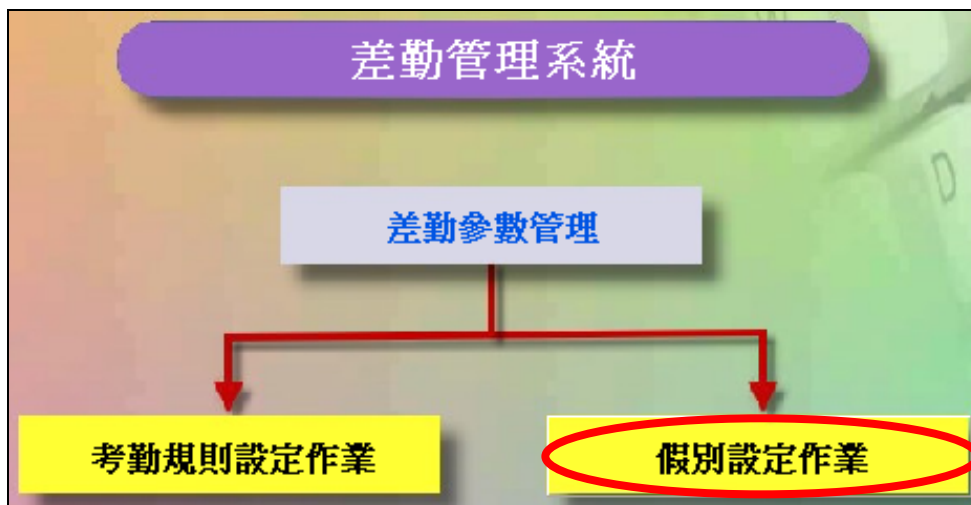 差勤管理系統
D
差勤參數管理
考勤規則設定作業
假別設定作業